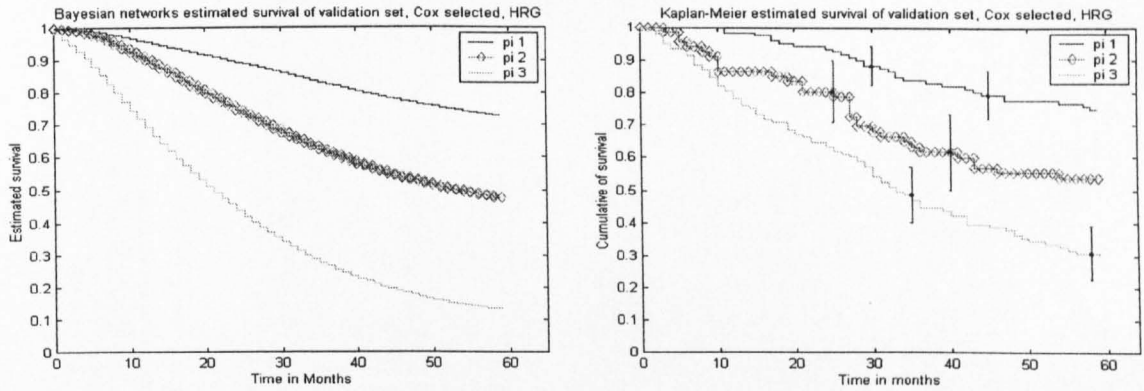 Bayesian networks estimated survival of validation set, Cox selected, HRG
1
0.9
0.8
0.7
0.6
0.5
0.4
0.3
0.2
0.1
0
Estimated survival
pi 1
pi 2
pi 3
0 10 20 30 40 50 60
Time in Months
Kaplan-Meier estimated survival of validation set, Cox selected, HRG
1
0.9
0.8
0.7
0.6
0.5
0.4
0.3
0.2
0.1
0
Cumulative of survival
pi 1
pi 2
pi 3
0 10 20 30 40 50 60
Time in months